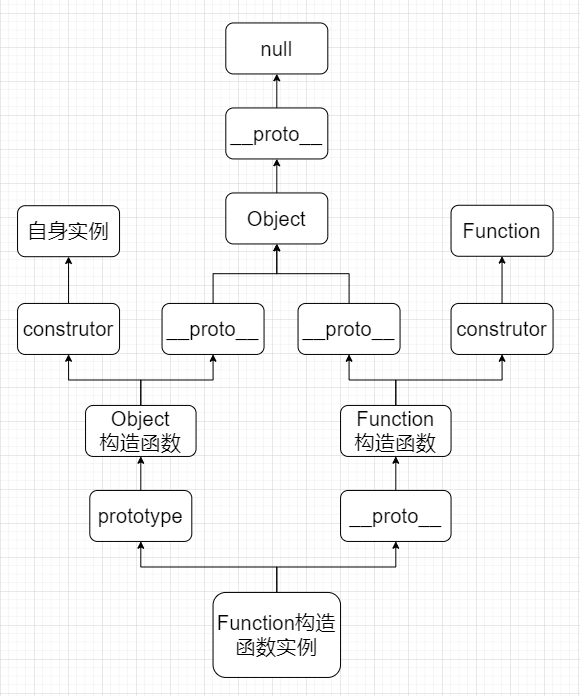 null
__proto__
Object
自身实例
Function
construtor
__proto__
__proto__
construtor
Object
构造函数
Function
构造函数
prototype
__proto__
Function构造
函数实例